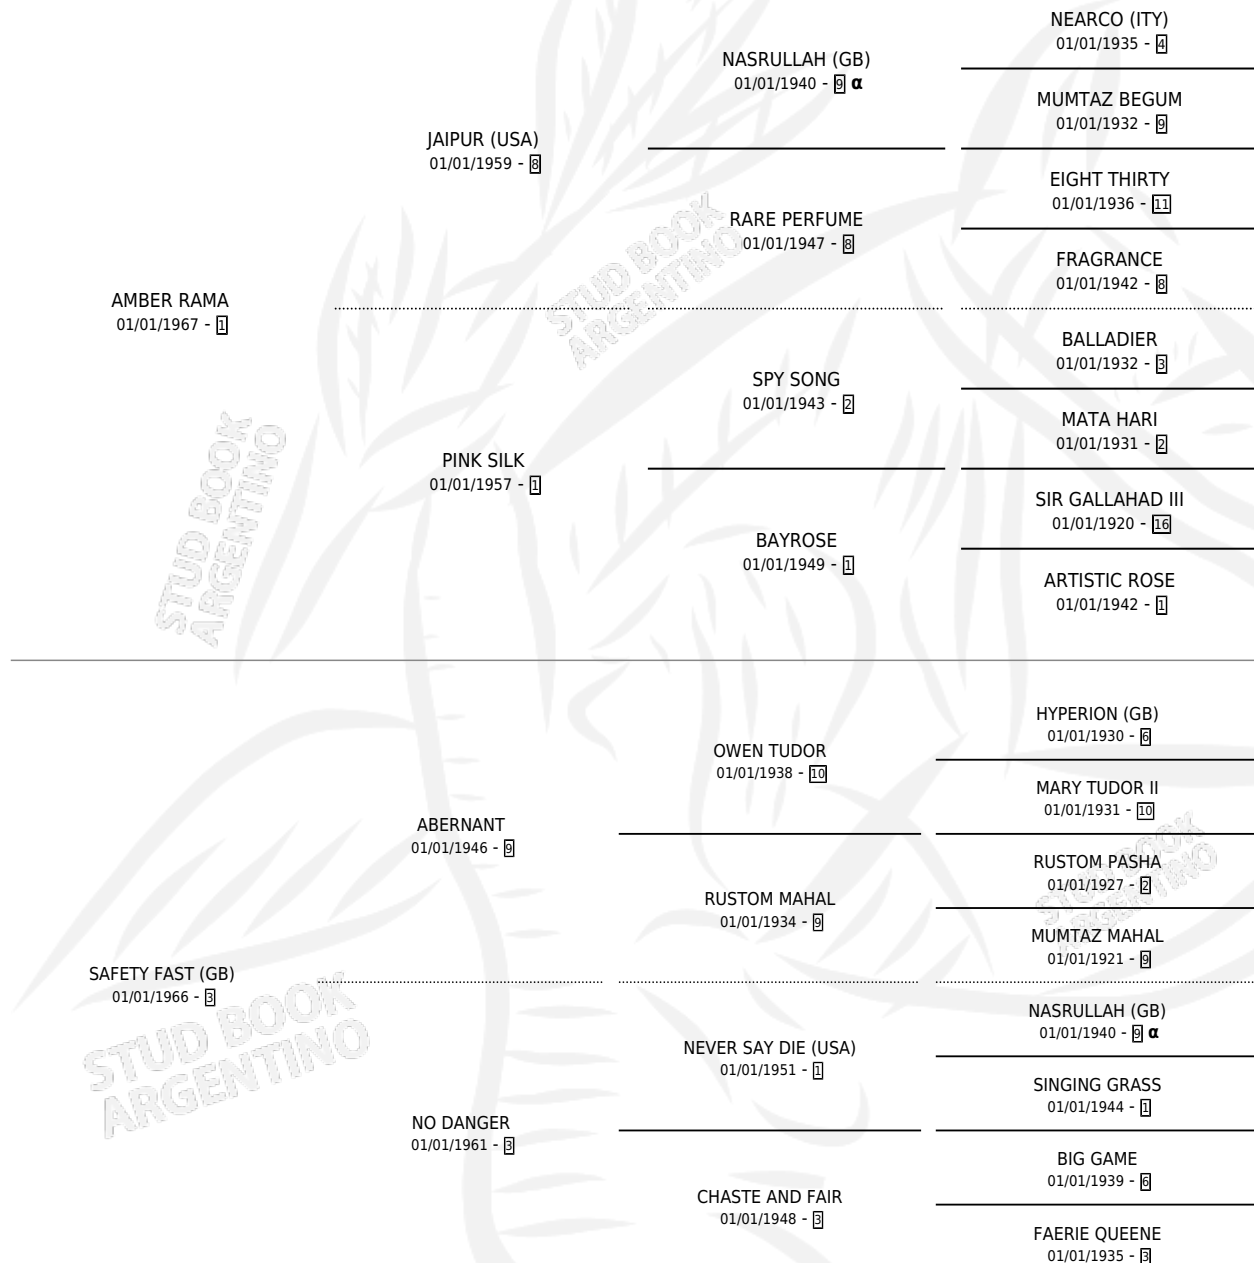 NEARCO (ITY)
01/01/1935 - 4
NASRULLAH (GB)
01/01/1940 - 9 α
MUMTAZ BEGUM
01/01/1932 - 9
JAIPUR (USA)
01/01/1959 - 8
EIGHT THIRTY
01/01/1936 - 11
RARE PERFUME
01/01/1947 - 8
FRAGRANCE
01/01/1942 - 8
AMBER RAMA
01/01/1967 - 1
BALLADIER
01/01/1932 - 3
SPY SONG
01/01/1943 - 2
MATA HARI
01/01/1931 - 2
PINK SILK
01/01/1957 - 1
SIR GALLAHAD III
01/01/1920 - 16
BAYROSE
01/01/1949 - 1
ARTISTIC ROSE
01/01/1942 - 1
STUD BOOK
ARGENTINO
STUD BOOK
ARGENTINO
HYPERION (GB)
01/01/1930 - 6
OWEN TUDOR
01/01/1938 - 10
MARY TUDOR II
01/01/1931 - 10
ABERNANT
01/01/1946 - 9
RUSTOM PASHA
01/01/1927 - 2
RUSTOM MAHAL
01/01/1934 - 9
MUMTAZ MAHAL
01/01/1921 - 9
SAFETY FAST (GB)
01/01/1966 - 3
NASRULLAH (GB)
01/01/1940 - 9 α
NEVER SAY DIE (USA)
01/01/1951 - 1
SINGING GRASS
01/01/1944 - 1
NO DANGER
01/01/1961 - 3
BIG GAME
01/01/1939 - 6
CHASTE AND FAIR
01/01/1948 - 3
FAERIE QUEENE
01/01/1935 - 3
STUD BOOK
ARGENTINO
STUD BOOK
ARGENTINO